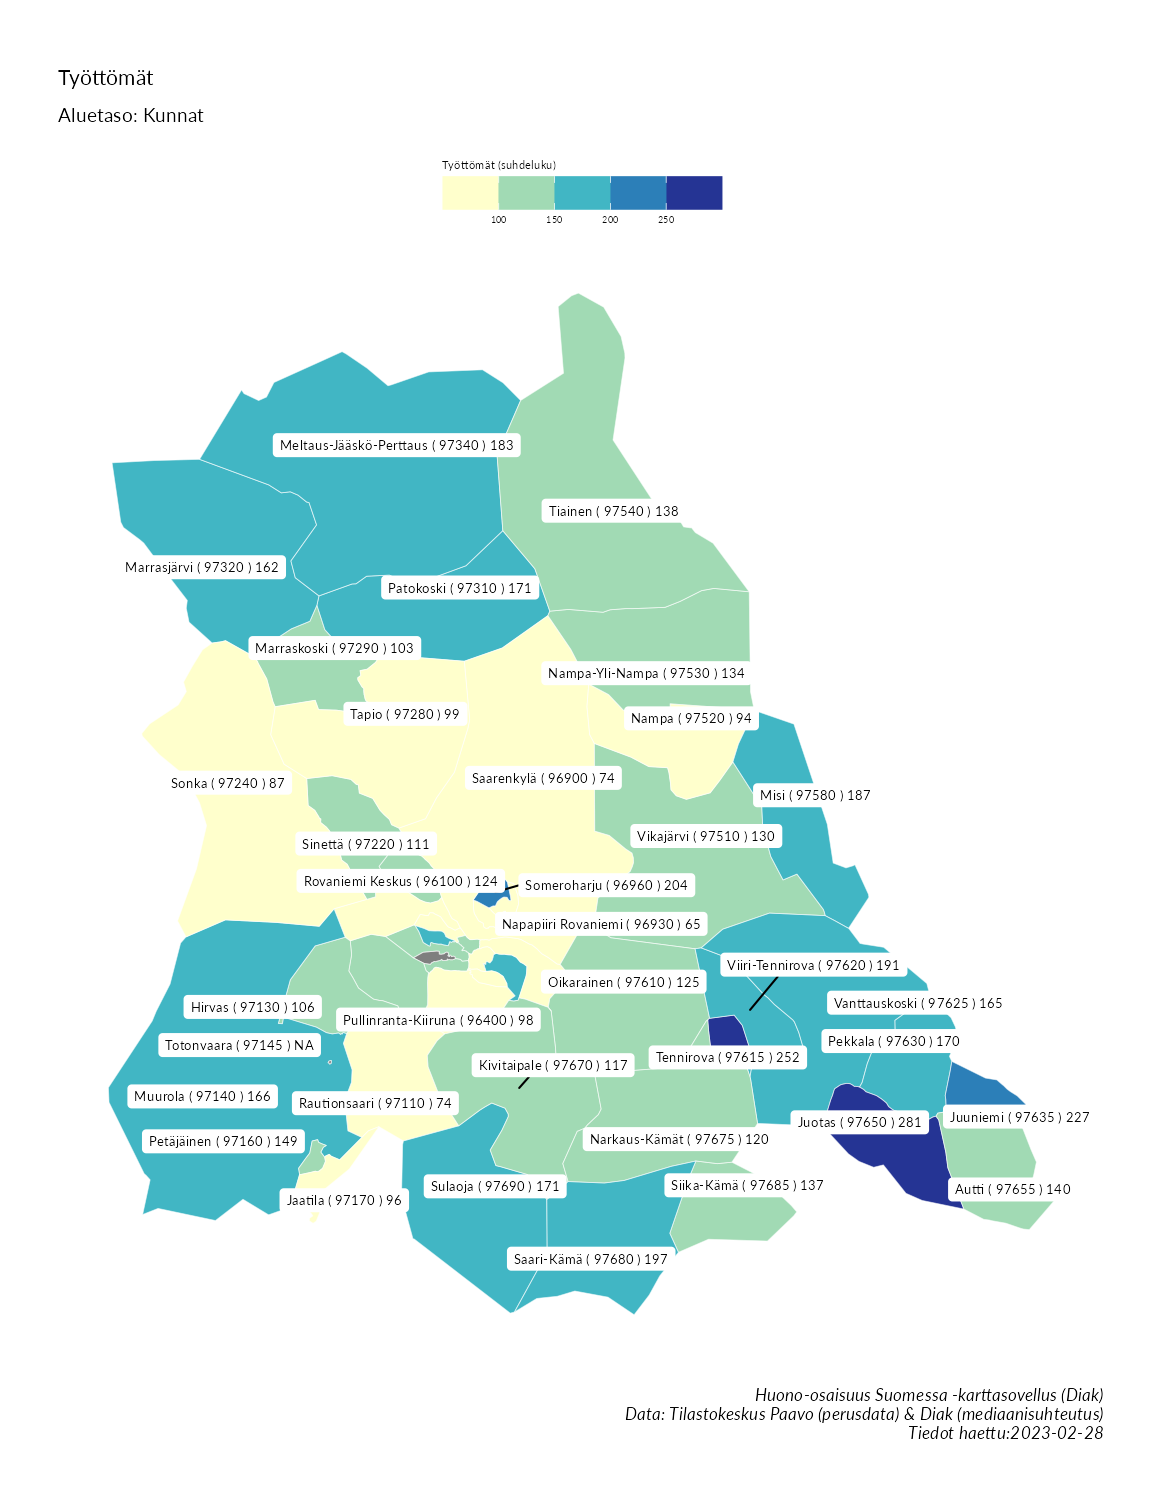 Työttömät
Aluetaso: Kunnat
Työttömät (suhdeluku)
100 150 200 250
Meltaus-Jääskö-Perttaus ( 97340 ) 183
Tiainen ( 97540 ) 138
Marrasjärvi ( 97320 ) 162
Patokoski ( 97310 ) 171
Marraskoski ( 97290 ) 103
Nampa-Yli-Nampa ( 97530 ) 134
Tapio ( 97280 ) 99
Nampa ( 97520 ) 94
Sonka ( 97240 ) 87
Saarenkylä ( 96900 ) 74
Misi ( 97580 ) 187
Sinettä ( 97220 ) 111
Vikajärvi ( 97510 ) 130
Rovaniemi Keskus ( 96100 ) 124
Someroharju ( 96960 ) 204
Napapiiri Rovaniemi ( 96930 ) 65
Viiri-Tennirova ( 97620 ) 191
Oikarainen ( 97610 ) 125
Hirvas ( 97130 ) 106
Vanttauskoski ( 97625 ) 165
Pullinranta-Kiiruna ( 96400 ) 98
Totonvaara ( 97145 ) NA
Pekkala ( 97630 ) 170
Kivitaipale ( 97670 ) 117
Tennirova ( 97615 ) 252
Muurola ( 97140 ) 166
Rautionsaari ( 97110 ) 74
Juotas ( 97650 ) 281
Juuniemi ( 97635 ) 227
Petäjäinen ( 97160 ) 149
Narkaus-Kämät ( 97675 ) 120
Sulaoja ( 97690 ) 171
Siika-Kämä ( 97685 ) 137
Autti ( 97655 ) 140
Jaatila ( 97170 ) 96
Saari-Kämä ( 97680 ) 197
Huono-osaisuus Suomessa -karttasovellus (Diak)
Data: Tilastokeskus Paavo (perusdata) & Diak (mediaanisuhteutus)
Tiedot haettu:2023-02-28